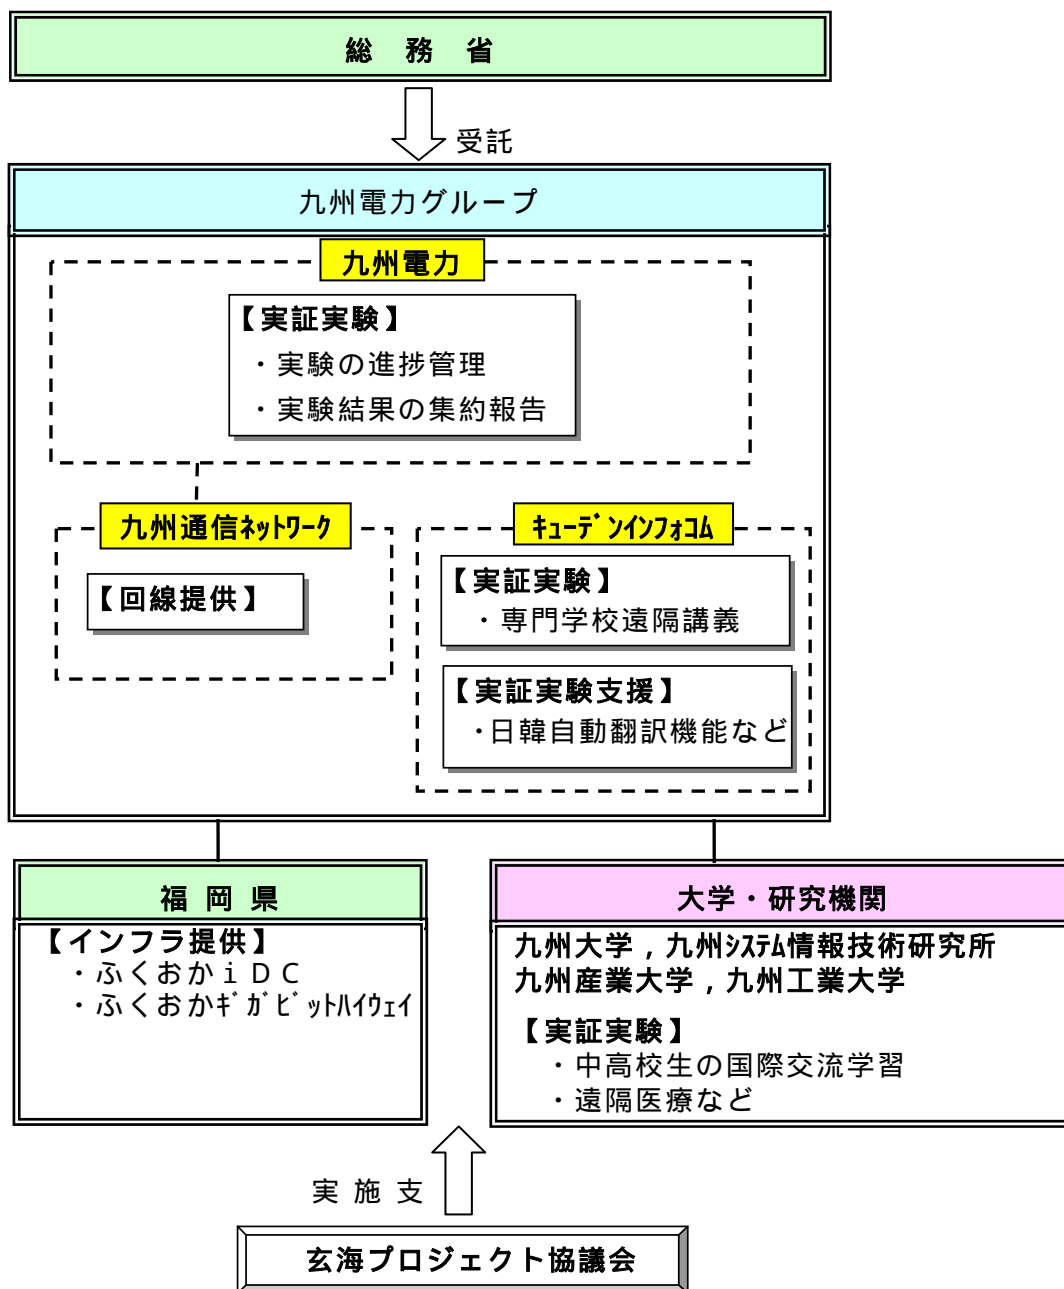 総 務 省
受託
九州電力グループ
九州電力
【実証実験】
・実験の進捗管理
・実験結果の集約報告
九州通信ﾈｯﾄﾜｰｸ
【回線提供】
ｷｭｰﾃﾞﾝｲﾝﾌｫｺﾑ
【実証実験】
・専門学校遠隔講義
【実証実験支援】
・日韓自動翻訳機能など
福 岡 県
【インフラ提供】
・ふくおかｉＤＣ
・ふくおかｷﾞｶﾞﾋﾞｯﾄﾊｲｳｪｲ
大学・研究機関
九州大学，九州ｼｽﾃﾑ情報技術研究所
九州産業大学，九州工業大学
【実証実験】
・中高校生の国際交流学習
・遠隔医療など
実 施 支
玄海プロジェクト協議会